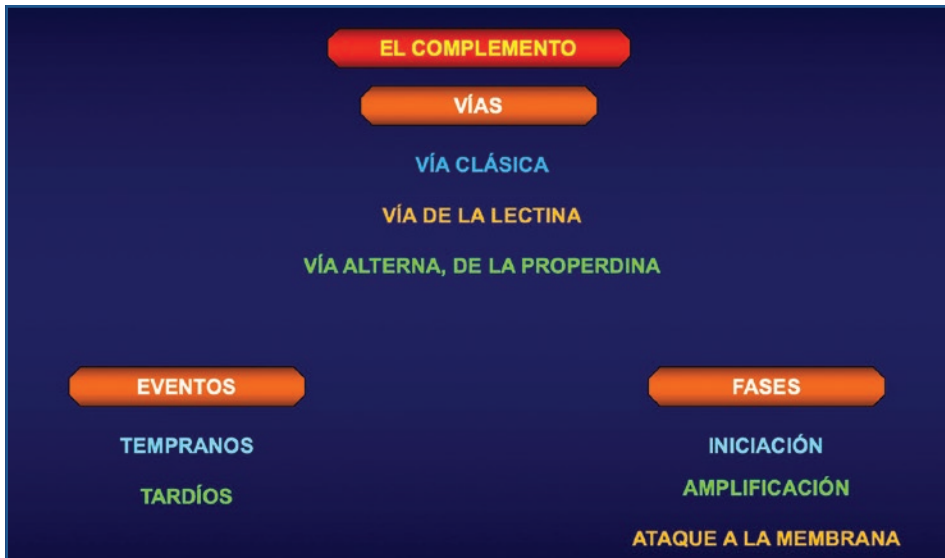 EL COMPLEMENTO
VÍAS
VÍA CLÁSICA
VÍA DE LA LECTINA
VÍA ALTERNA, DE LA PROPERDINA
EVENTOS
TEMPRANOS
TARDÍOS
FASES
INICIACIÓN
AMPLIFICACIÓN
ATAQUE A LA MEMBRANA